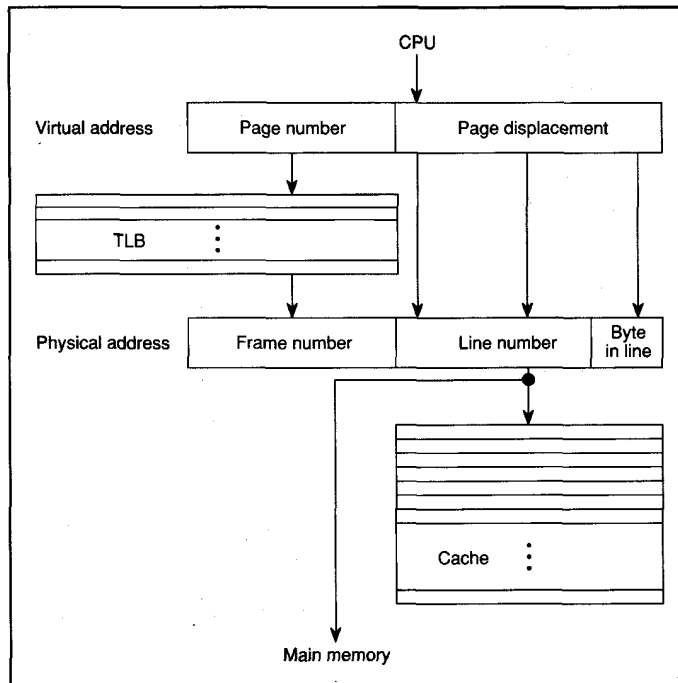 CPU
Virtual address
Page number
Page displacement
TLB
Physical address
Frame number
Line number
Byte
in line
Cache
Main memory